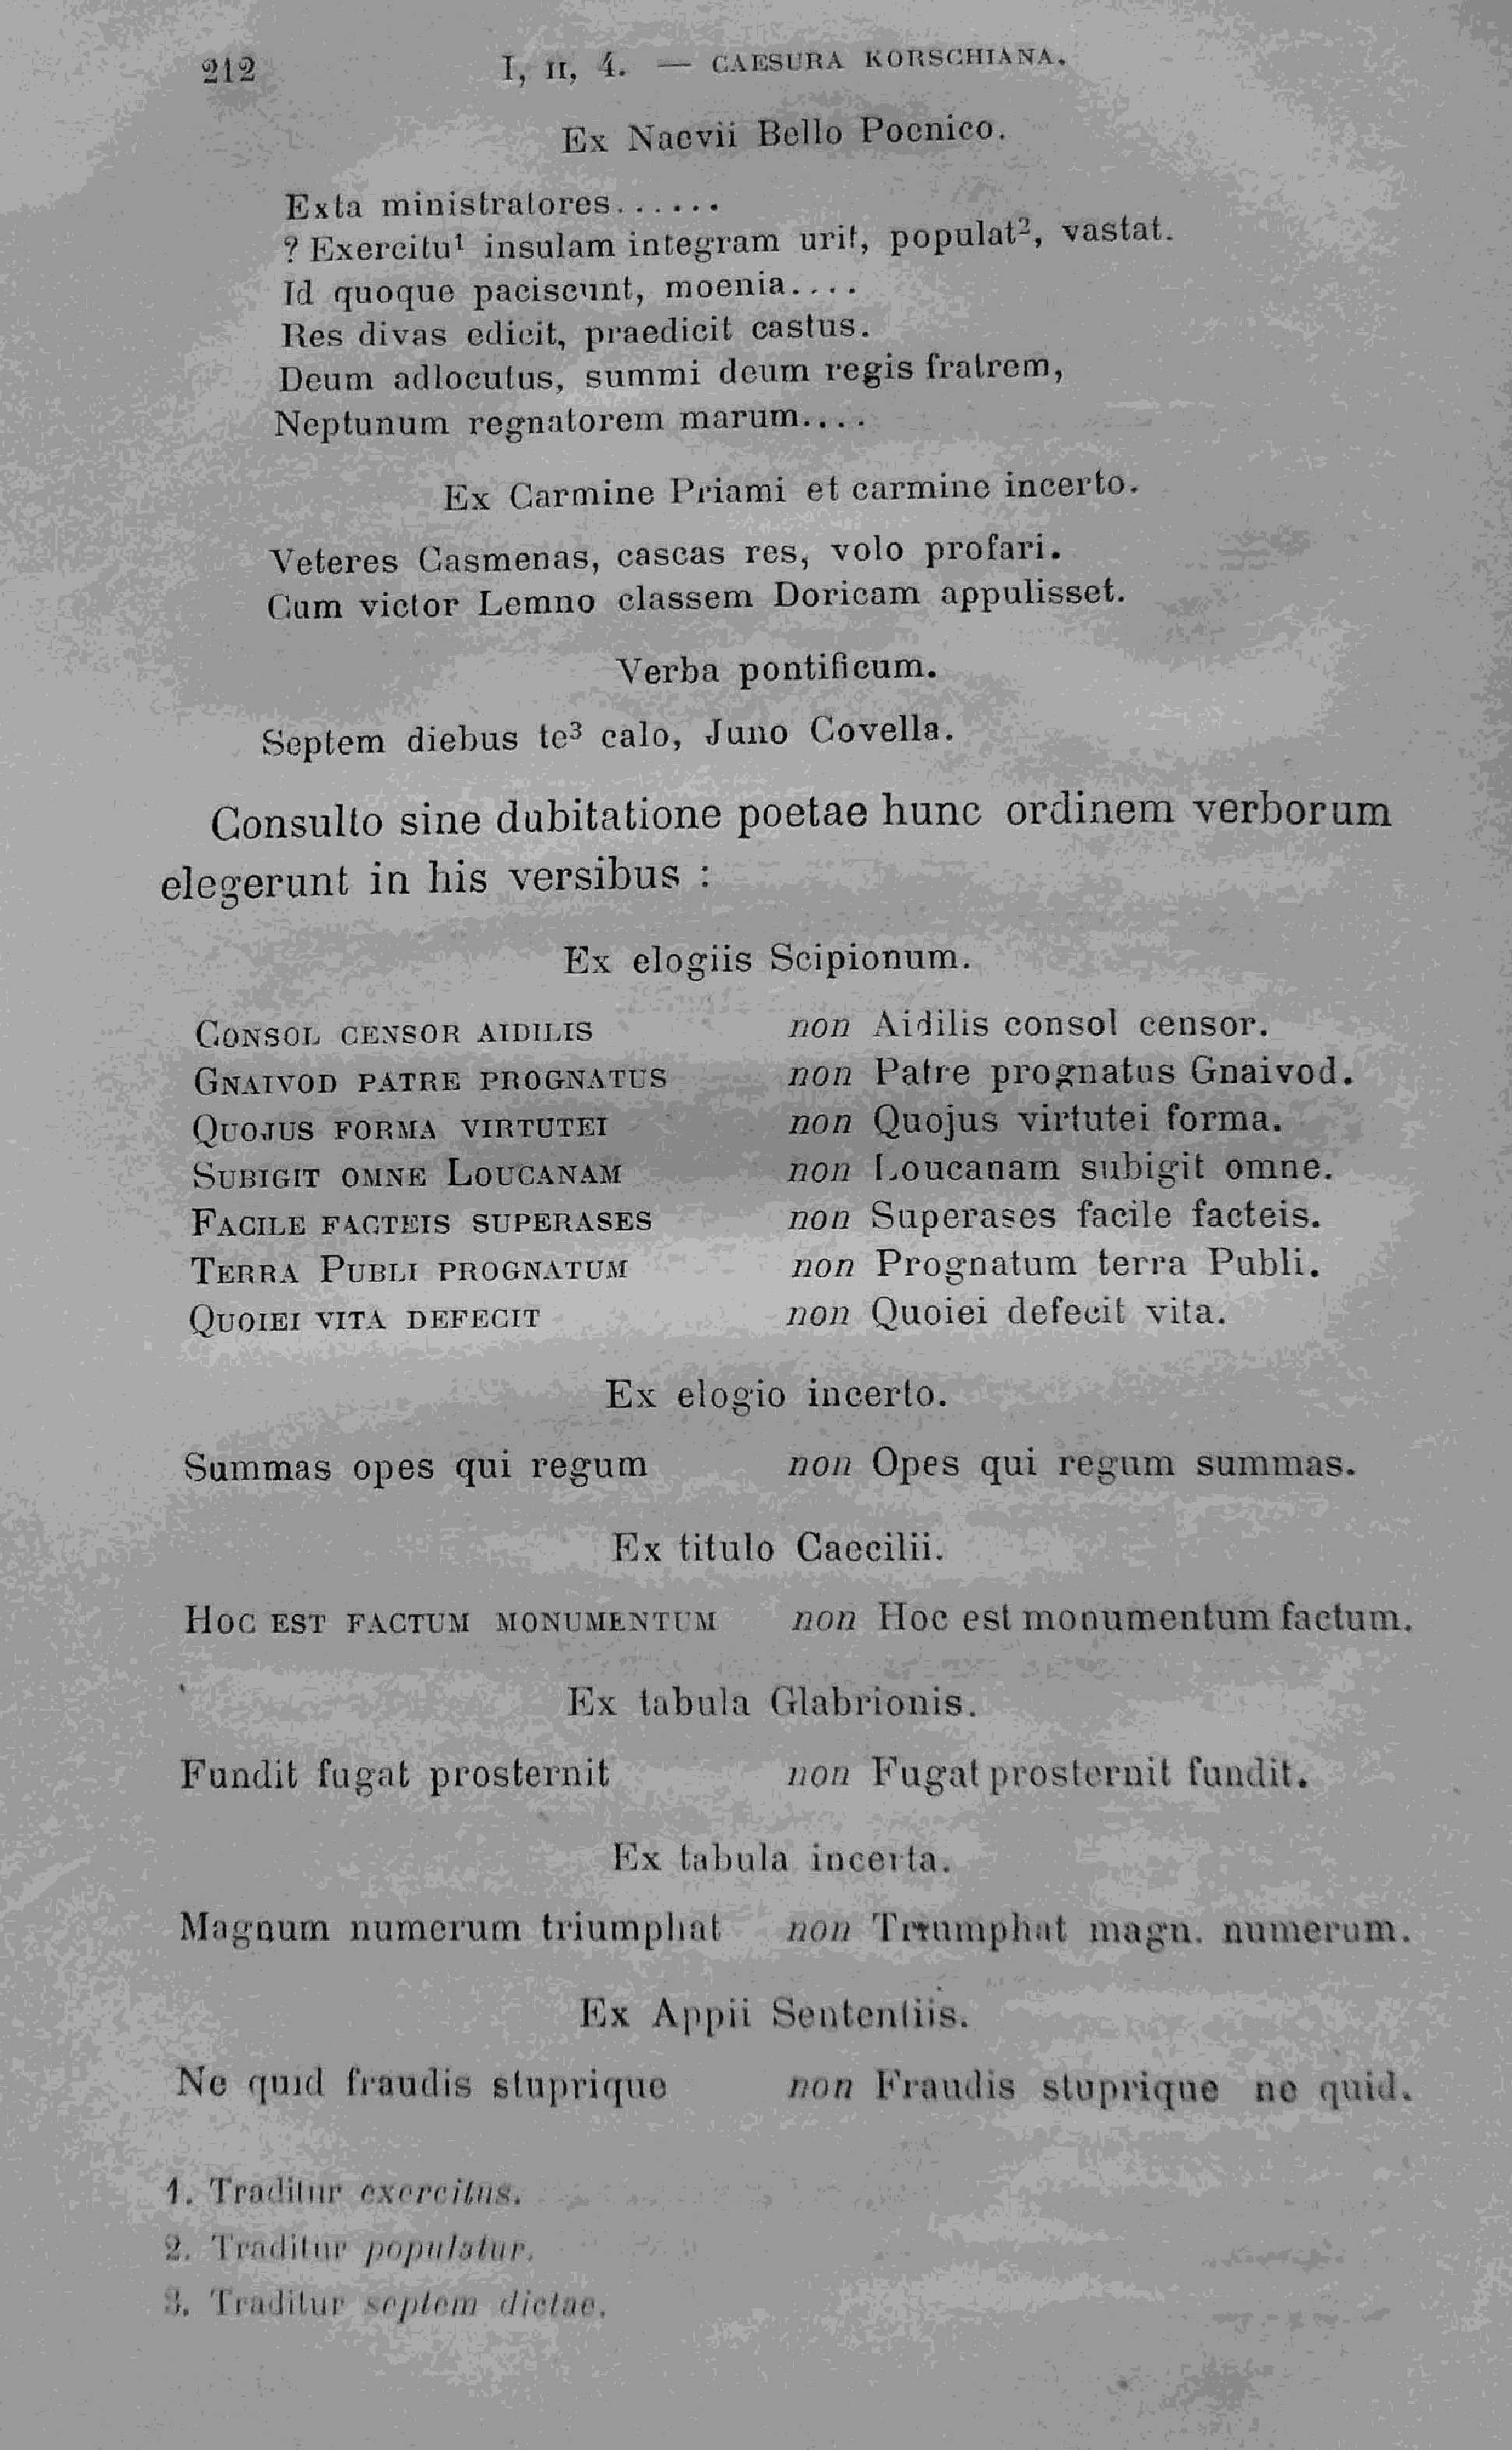 212 I, II, 4. — CAESURA KORSCHIANA.
Ex Naevii Bello Poenico.
Exta ministratores......
? Exercitu¹ insulam integram urit, populat², vastat.
Id quoque paciscunt, moenia....
Res divas edicit, praedicit castus.
Deum adlocutus, summi deum regis fratrem,
Neptunum regnatorem marum....
Ex Carmine Priami et carmine incerto.
Veteres Casmenas, cascas res, volo profari.
Cum victor Lemno classem Doricam appulisset.
Verba pontificum.
Septem diebus te³ calo, Juno Covella.
Consulto sine dubitatione poetae hunc ordinem verborum
elegerunt in his versibus :
Ex elogiis Scipionum.
CONSOL CENSOR AIDILIS non Aidilis consol censor.
GNAIVOD PATRE PROGNATUS non Patre prognatus Gnaivod.
QUOJUS FORMA VIRTUTEI non Quojus virtutei forma.
SUBIGIT OMNE LOUCANAM non Loucanam subigit omne.
FACILE FACTEIS SUPERASES non Superases facile facteis.
TERRA PUBLI PROGNATUM non Prognatum terra Publi.
QUOIEI VITA DEFECIT non Quoiei defecit vita.
Ex elogio incerto.
Summas opes qui regum non Opes qui regum summas.
Ex titulo Caecilii.
HOC EST FACTUM MONUMENTUM non Hoc est monumentum factum.
Ex tabula Glabrionis.
Fundit fugat prosternit non Fugat prosternit fundit.
Ex tabula incerta.
Magnum numerum triumphat non Triumphat magn. numerum.
Ex Appii Sententiis.
Ne quid fraudis stuprique non Fraudis stuprique ne quid.
1. Traditur exercitus.
2. Traditur populatur.
3. Traditur septem dictae.